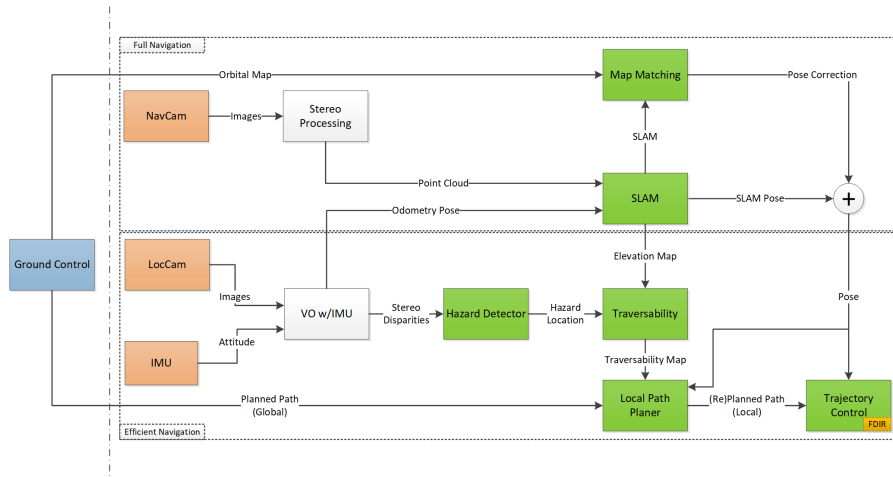 Full Navigation
Orbital Map
Map Matching
Pose Correction
NavCam
Images
Stereo
Processing
SLAM
Point Cloud
SLAM
SLAM Pose
+
Odometry Pose
Ground Control
LocCam
Elevation Map
Images
VO w/IMU
Stereo
Disparities
Hazard Detector
Hazard
Location
Traversability
Pose
Attitude
IMU
Traversability Map
Planned Path
(Global)
Local Path
Planer
(Re)Planned Path
(Local)
Trajectory
Control
FDIR
Efficient Navigation